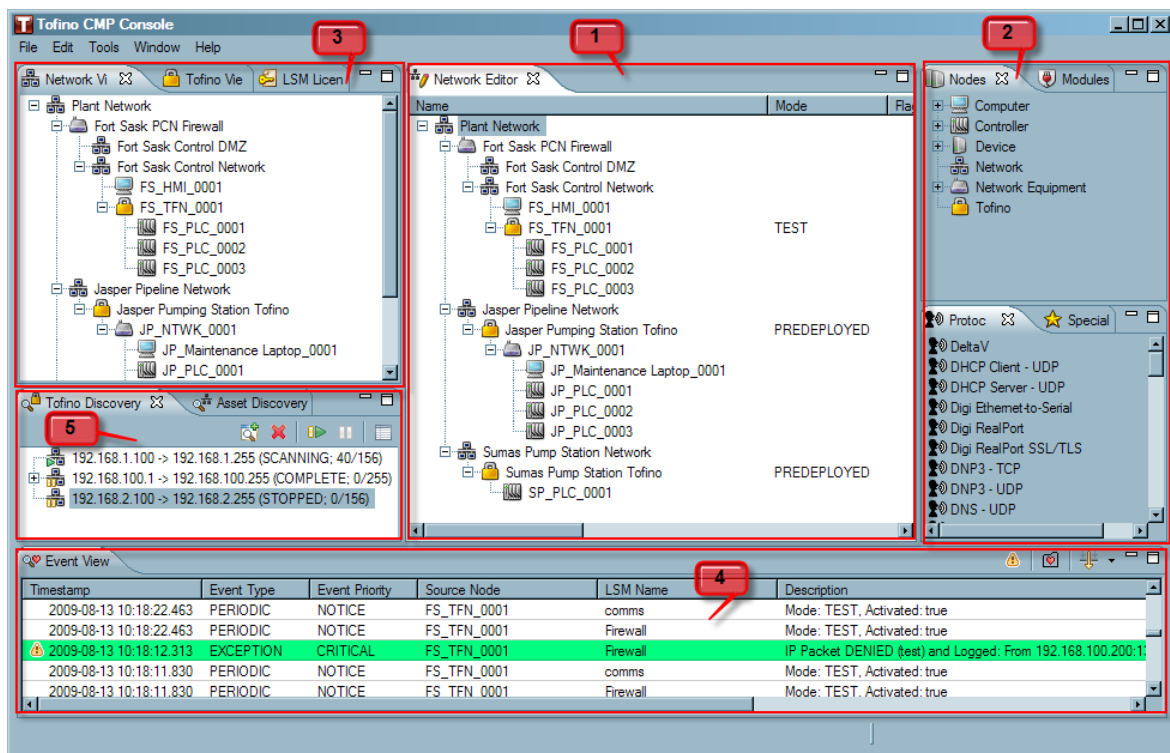 Tofino CMP Console
File Edit Tools Window Help
3
1
2
Network Vi
Tofino Vie
LSM Licen
Plant Network
Fort Sask PCN Firewall
Fort Sask Control DMZ
Fort Sask Control Network
FS_HMI_0001
FS_TFN_0001
FS_PLC_0001
FS_PLC_0002
FS_PLC_0003
Jasper Pipeline Network
Jasper Pumping Station Tofino
JP_NTWK_0001
JP_Maintenance Laptop_0001
JP_PLC_0001
Network Editor
Name Mode Flag
Plant Network
Fort Sask PCN Firewall
Fort Sask Control DMZ
Fort Sask Control Network
FS_HMI_0001
FS_TFN_0001 TEST
FS_PLC_0001
FS_PLC_0002
FS_PLC_0003
Jasper Pipeline Network
Jasper Pumping Station Tofino PREDEPLOYED
JP_NTWK_0001
JP_Maintenance Laptop_0001
JP_PLC_0001
JP_PLC_0002
JP_PLC_0003
Sumas Pump Station Network
Sumas Pump Station Tofino PREDEPLOYED
SP_PLC_0001
Nodes
Modules
Computer
Controller
Device
Network
Network Equipment
Tofino
Protoc
Special
DeltaV
DHCP Client - UDP
DHCP Server - UDP
Digi Ethernet-to-Serial
Digi RealPort
Digi RealPort SSL/TLS
DNP3 - TCP
DNP3 - UDP
DNS - UDP
Tofino Discovery
Asset Discovery
5
192.168.1.100 -> 192.168.1.255 (SCANNING; 40/156)
192.168.100.1 -> 192.168.100.255 (COMPLETE; 0/255)
192.168.2.100 -> 192.168.2.255 (STOPPED; 0/156)
Event View
4
Timestamp Event Type Event Priority Source Node LSM Name Description
2009-08-13 10:18:22.463 PERIODIC NOTICE FS_TFN_0001 comms Mode: TEST, Activated: true
2009-08-13 10:18:22.463 PERIODIC NOTICE FS_TFN_0001 Firewall Mode: TEST, Activated: true
2009-08-13 10:18:12.313 EXCEPTION CRITICAL FS_TFN_0001 Firewall IP Packet DENIED (test) and Logged: From 192.168.100.200:1
2009-08-13 10:18:11.830 PERIODIC NOTICE FS_TFN_0001 comms Mode: TEST, Activated: true
2009-08-13 10:18:11.830 PERIODIC NOTICE FS_TFN_0001 Firewall Mode: TEST, Activated: true